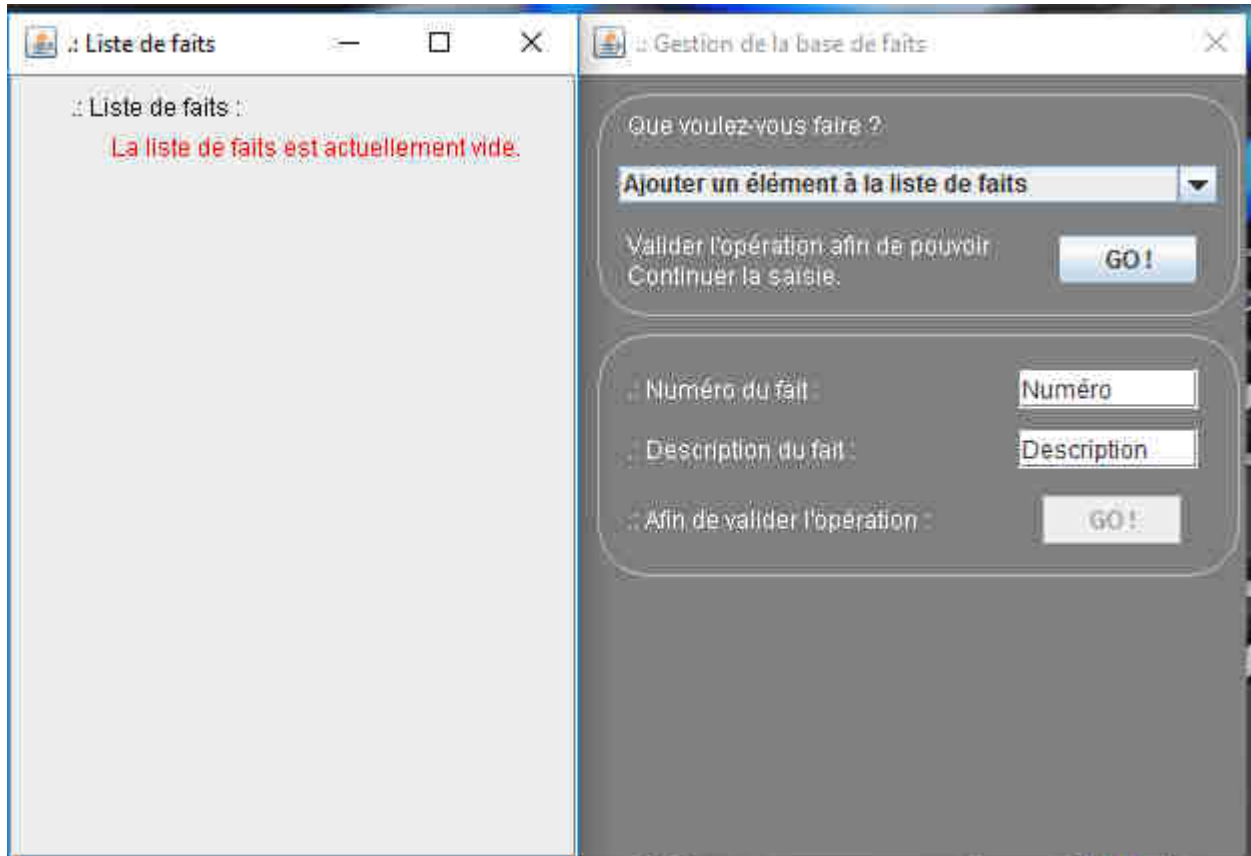 .: Liste de faits
.: Liste de faits :
La liste de faits est actuellement vide.
.: Gestion de la base de faits
Que voulez-vous faire ?
Ajouter un élément à la liste de faits
Valider l'opération afin de pouvoir
Continuer la saisie.
GO !
.: Numéro du fait :
Numéro
.: Description du fait :
Description
.: Afin de valider l'opération :
GO !